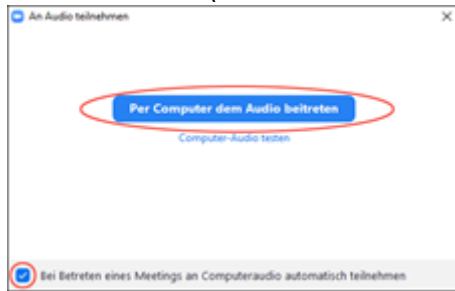 An Audio teilnehmen
Per Computer dem Audio beitreten
Computer-Audio testen
Bei Betreten eines Meetings an Computeraudio automatisch teilnehmen